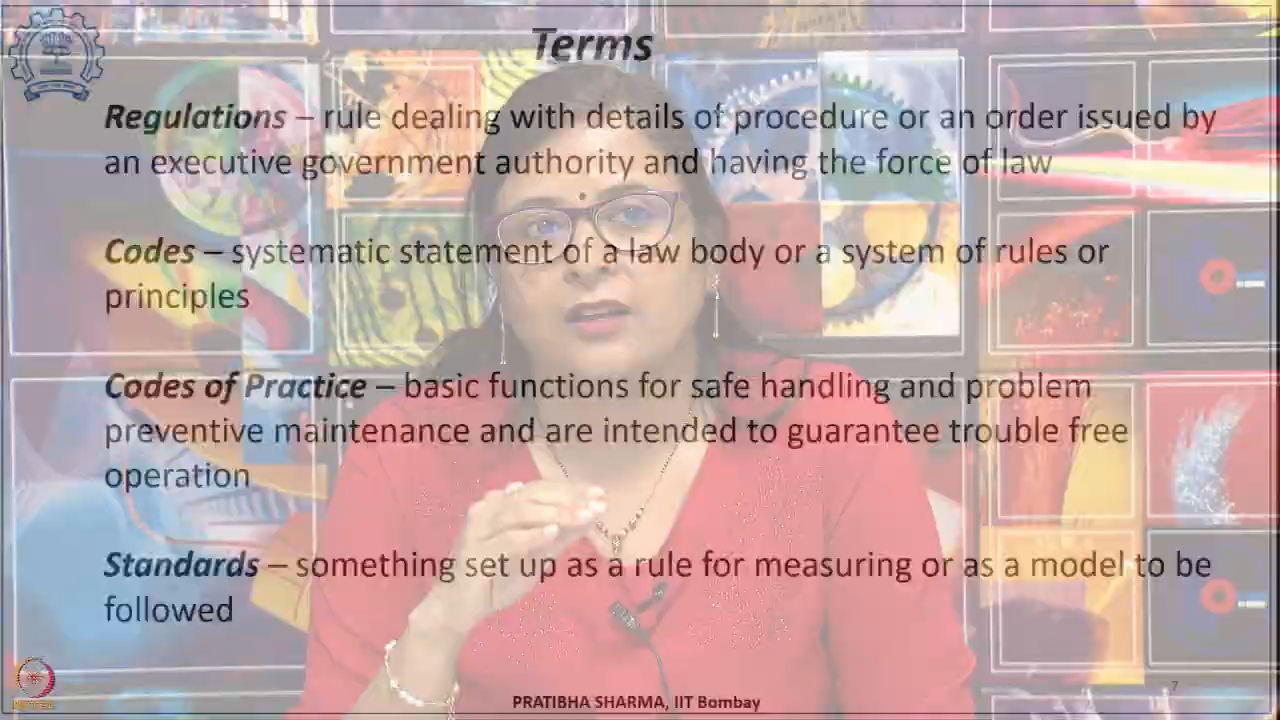 Terms
Regulations – rule dealing with details of procedure or an order issued by
an executive government authority and having the force of law
Codes – systematic statement of a law body or a system of rules or
principles
Codes of Practice – basic functions for safe handling and problem
preventive maintenance and are intended to guarantee trouble free
operation
Standards – something set up as a rule for measuring or as a model to be
followed
PRATIBHA SHARMA, IIT Bombay
7